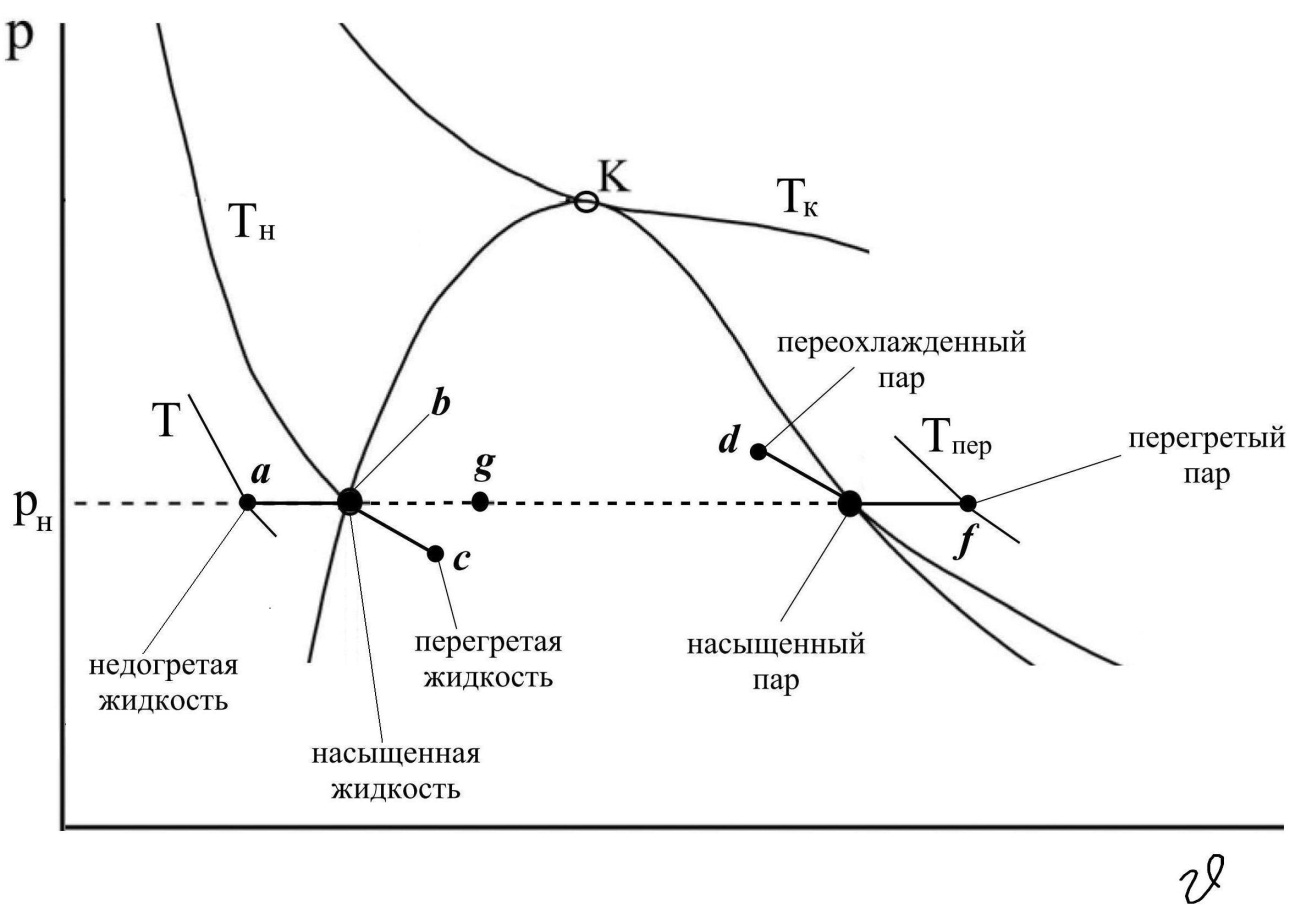 p
K
Tк
Tн
переохлажденный
пар
b
T
d
Tпер
перегретый
пар
a
g
pн
c
f
недогретая
жидкость
перегретая
жидкость
насыщенный
пар
насыщенная
жидкость
v